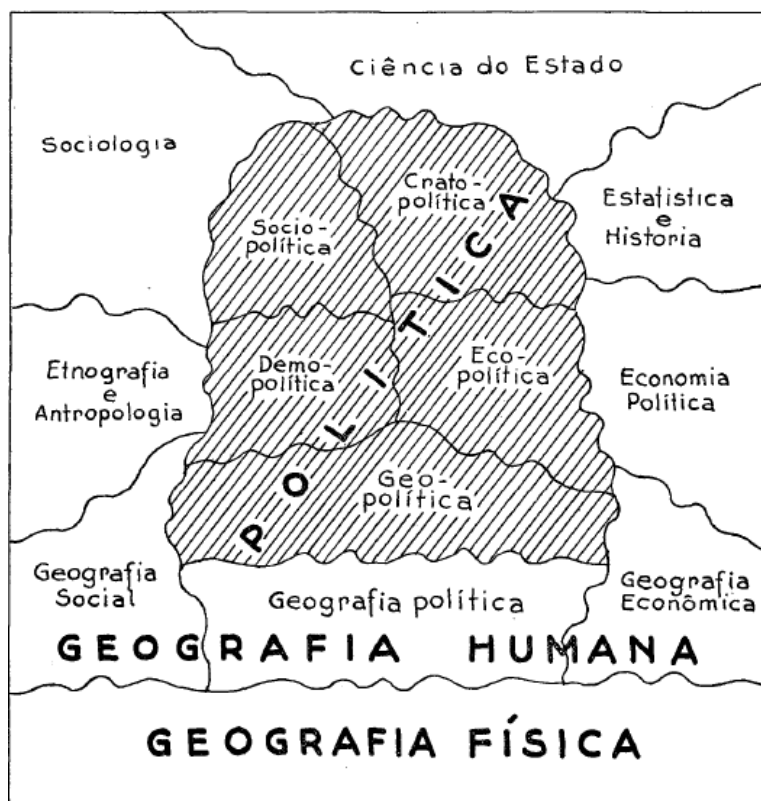 Ciência do Estado
Sociologia
Crato-
política
Estatística
e
Historia
Socio-
política
POLITICA
Etnografia
e
Antropologia
Demo-
política
Eco-
política
Economia
Política
Geo-
política
Geografia
Social
Geografia política
Geografia
Econômica
GEOGRAFIA HUMANA
GEOGRAFIA FÍSICA